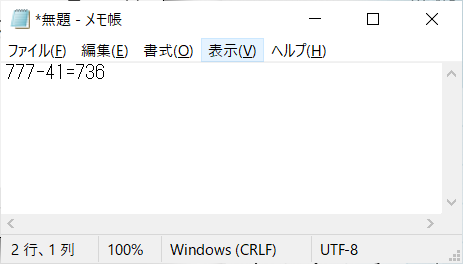 *無題 - メモ帳
ファイル(F) 編集(E) 書式(O) 表示(V) ヘルプ(H)
777-41=736
2 行、1 列 100% Windows (CRLF) UTF-8